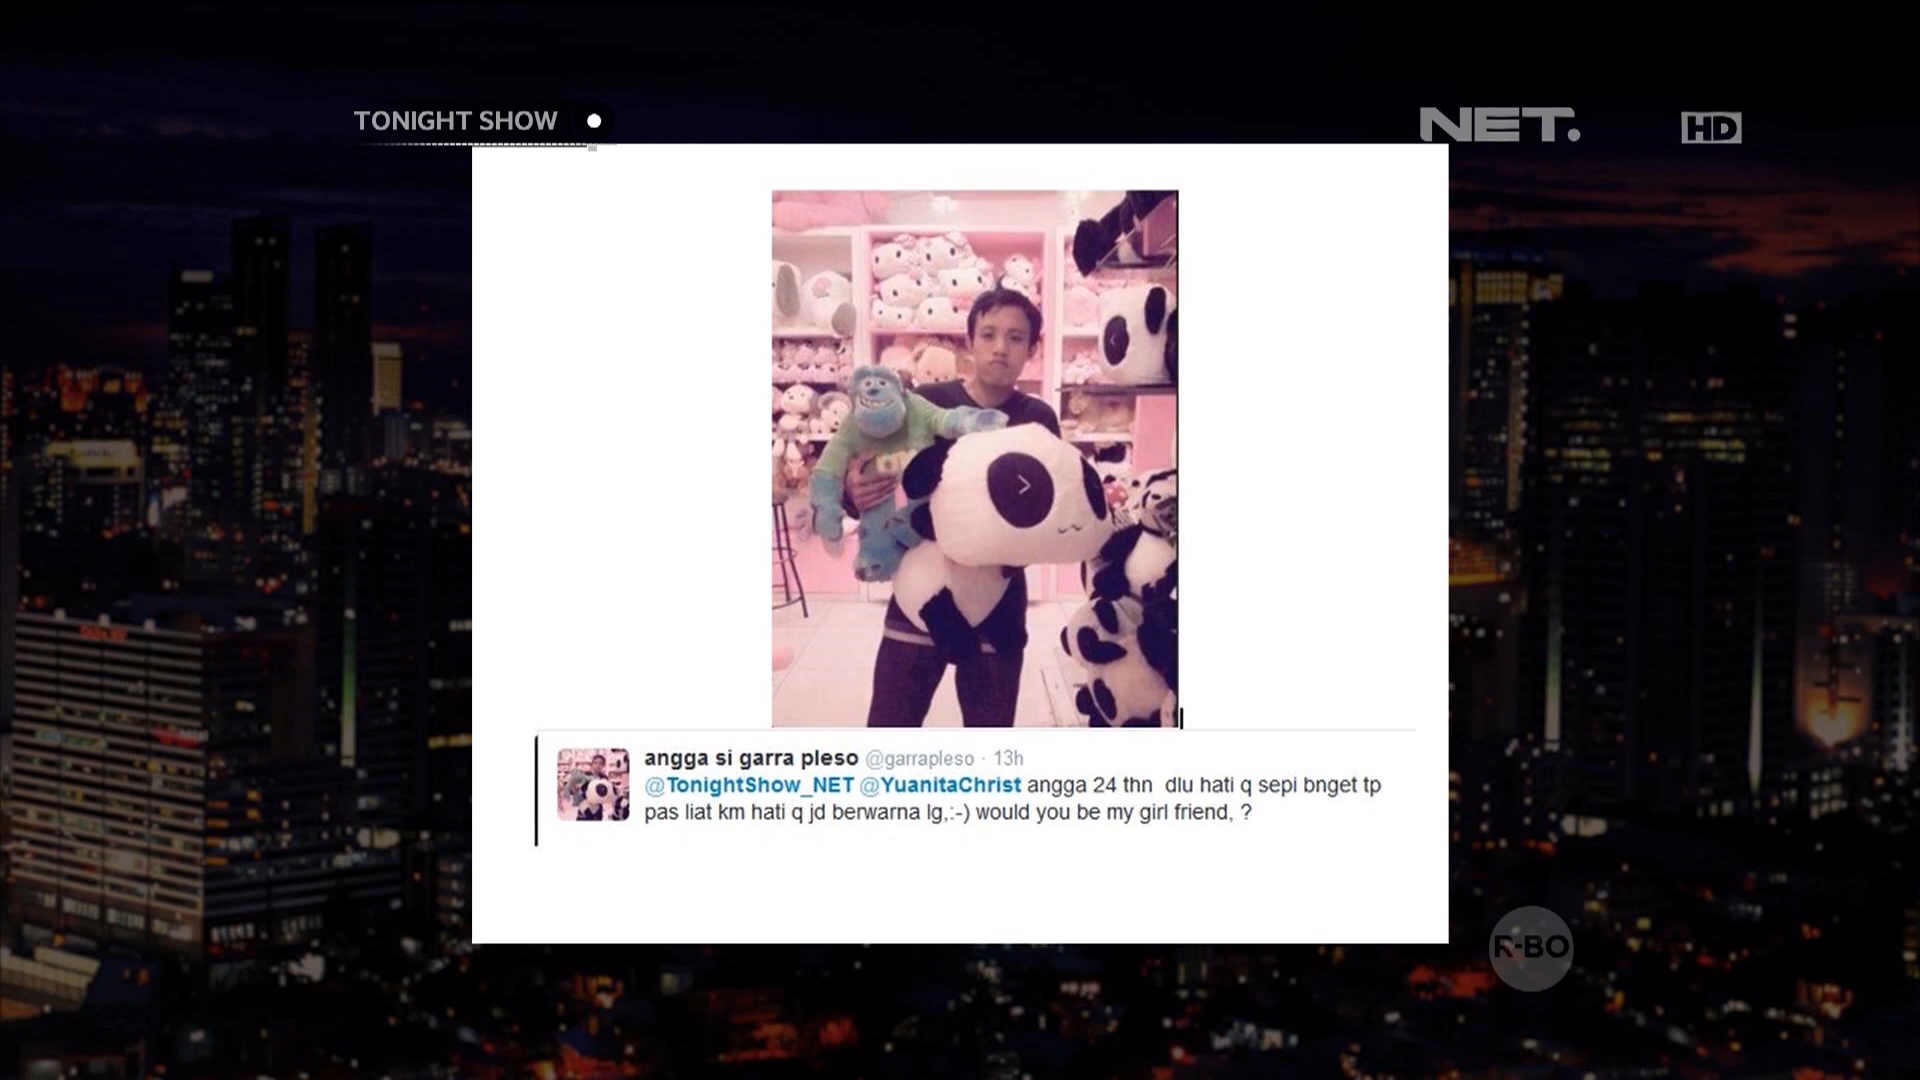 TONIGHT SHOW
NET.
HD
angga si garra pleso @garrapleso · 13h
@TonightShow_NET @YuanitaChrist angga 24 thn dlu hati q sepi bnget tp
pas liat km hati q jd berwarna lg,:-) would you be my girl friend, ?
R-BO